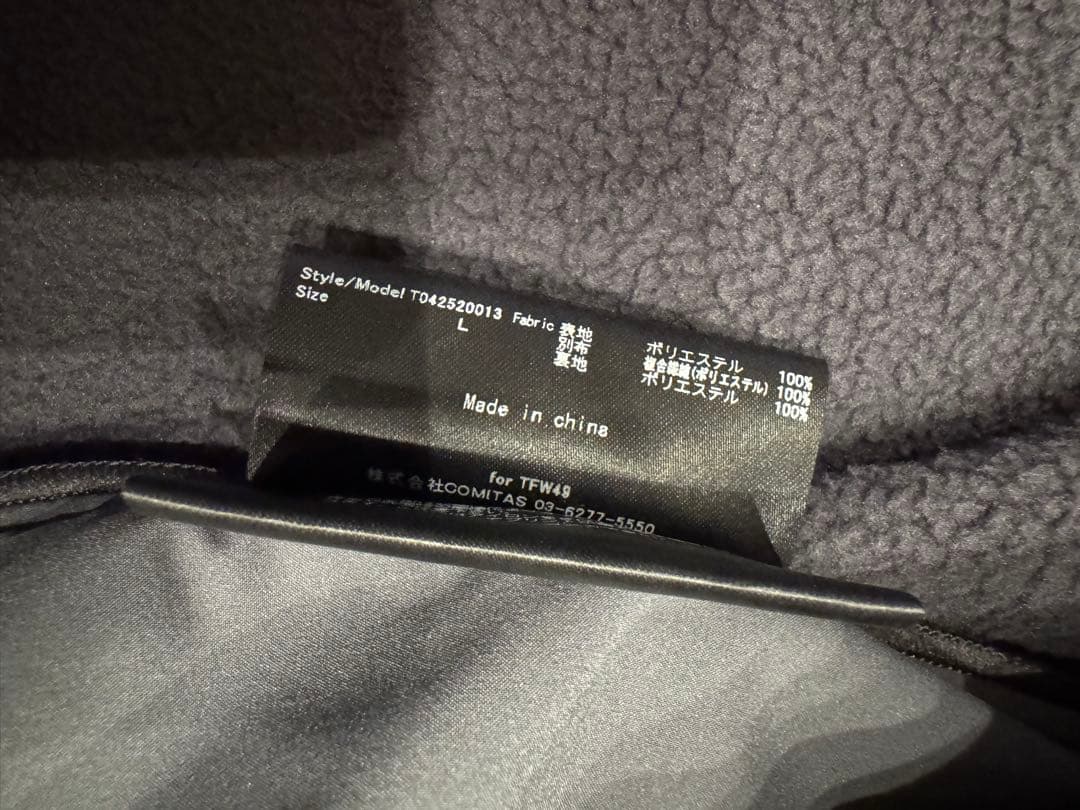 Style/Model T042520013 Fabric 表地 ポリエステル 100%
Size L 別布 複合繊維(ポリエステル) 100%
裏地 ポリエステル 100%
Made in china
for TFW49
株式会社COMITAS 03-6277-5550